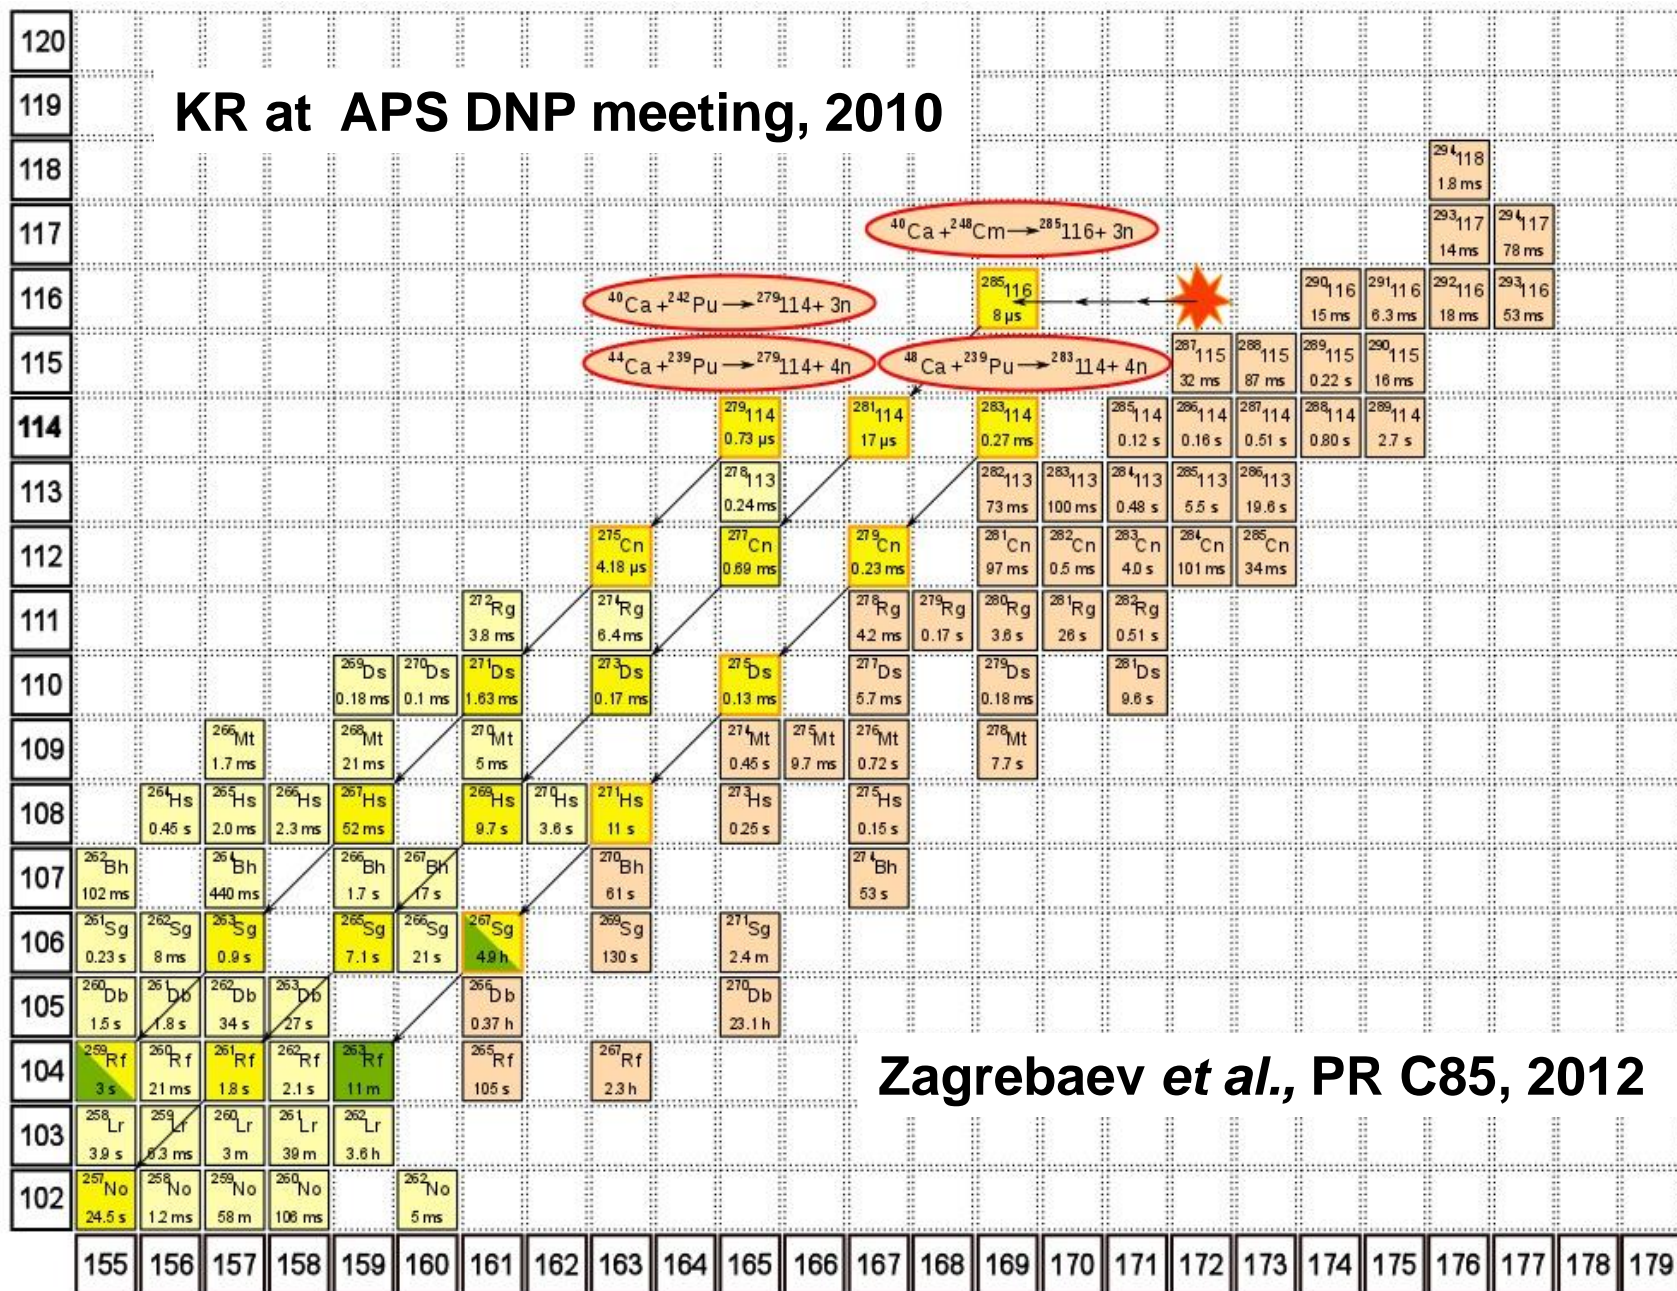 120
KR at APS DNP meeting, 2010
119
118
²⁹⁴118
1.8 ms
117
⁴⁰Ca + ²⁴⁸Cm → ²⁸⁵116 + 3n
²⁹³117 ²⁹⁴117
14 ms 78 ms
116
⁴⁰Ca + ²⁴²Pu → ²⁷⁹114 + 3n
²⁸⁵116 ²⁹⁰116 ²⁹¹116 ²⁹²116 ²⁹³116
8 µs 15 ms 6.3 ms 18 ms 53 ms
115
⁴⁴Ca + ²³⁹Pu → ²⁷⁹114 + 4n
⁴⁸Ca + ²³⁹Pu → ²⁸³114 + 4n
²⁸⁷115 ²⁸⁸115 ²⁸⁹115 ²⁹⁰115
32 ms 87 ms 0.22 s 16 ms
114
²⁷⁹114 ²⁸¹114 ²⁸³114 ²⁸⁵114 ²⁸⁶114 ²⁸⁷114 ²⁸⁸114 ²⁸⁹114
0.73 µs 17 µs 0.27 ms 0.12 s 0.16 s 0.51 s 0.80 s 2.7 s
113
²⁷⁸113 ²⁸²113 ²⁸³113 ²⁸⁴113 ²⁸⁵113 ²⁸⁶113
0.24 ms 73 ms 100 ms 0.48 s 5.5 s 19.6 s
112
²⁷⁵Cn ²⁷⁷Cn ²⁷⁹Cn ²⁸¹Cn ²⁸²Cn ²⁸³Cn ²⁸⁴Cn ²⁸⁵Cn
4.18 µs 0.69 ms 0.23 ms 97 ms 0.5 ms 4.0 s 101 ms 34 ms
111
²⁷²Rg ²⁷⁴Rg ²⁷⁸Rg ²⁷⁹Rg ²⁸⁰Rg ²⁸¹Rg ²⁸²Rg
3.8 ms 6.4 ms 4.2 ms 0.17 s 3.6 s 26 s 0.51 s
110
²⁶⁹Ds ²⁷⁰Ds ²⁷¹Ds ²⁷³Ds ²⁷⁵Ds ²⁷⁷Ds ²⁷⁹Ds ²⁸¹Ds
0.18 ms 0.1 ms 1.63 ms 0.17 ms 0.13 ms 5.7 ms 0.18 ms 9.6 s
109
²⁶⁶Mt ²⁶⁸Mt ²⁷⁰Mt ²⁷⁴Mt ²⁷⁵Mt ²⁷⁶Mt ²⁷⁸Mt
1.7 ms 21 ms 5 ms 0.45 s 9.7 ms 0.72 s 7.7 s
108
²⁶⁴Hs ²⁶⁵Hs ²⁶⁶Hs ²⁶⁷Hs ²⁶⁹Hs ²⁷⁰Hs ²⁷¹Hs ²⁷³Hs ²⁷⁵Hs
0.45 s 2.0 ms 2.3 ms 52 ms 9.7 s 3.6 s 11 s 0.25 s 0.15 s
107
²⁶²Bh ²⁶⁴Bh ²⁶⁶Bh ²⁶⁷Bh ²⁷⁰Bh ²⁷⁴Bh
102 ms 440 ms 1.7 s 17 s 61 s 53 s
106
²⁶¹Sg ²⁶²Sg ²⁶³Sg ²⁶⁵Sg ²⁶⁶Sg ²⁶⁷Sg ²⁶⁹Sg ²⁷¹Sg
0.23 s 8 ms 0.9 s 7.1 s 21 s 4.9 h 130 s 2.4 m
105
²⁶⁰Db ²⁶¹Db ²⁶²Db ²⁶³Db ²⁶⁶Db ²⁷⁰Db
1.5 s 1.8 s 34 s 27 s 0.37 h 23.1 h
104
²⁵⁹Rf ²⁶⁰Rf ²⁶¹Rf ²⁶²Rf ²⁶³Rf ²⁶⁵Rf ²⁶⁷Rf
3 s 21 ms 1.8 s 2.1 s 11 m 105 s 2.3 h
Zagrebaev et al., PR C85, 2012
103
²⁵⁸Lr ²⁵⁹Lr ²⁶⁰Lr ²⁶¹Lr ²⁶²Lr
3.9 s 6.3 ms 3 m 39 m 3.6 h
102
²⁵⁷No ²⁵⁸No ²⁵⁹No ²⁶⁰No ²⁶²No
24.5 s 1.2 ms 58 m 106 ms 5 ms
155 156 157 158 159 160 161 162 163 164 165 166 167 168 169 170 171 172 173 174 175 176 177 178 179